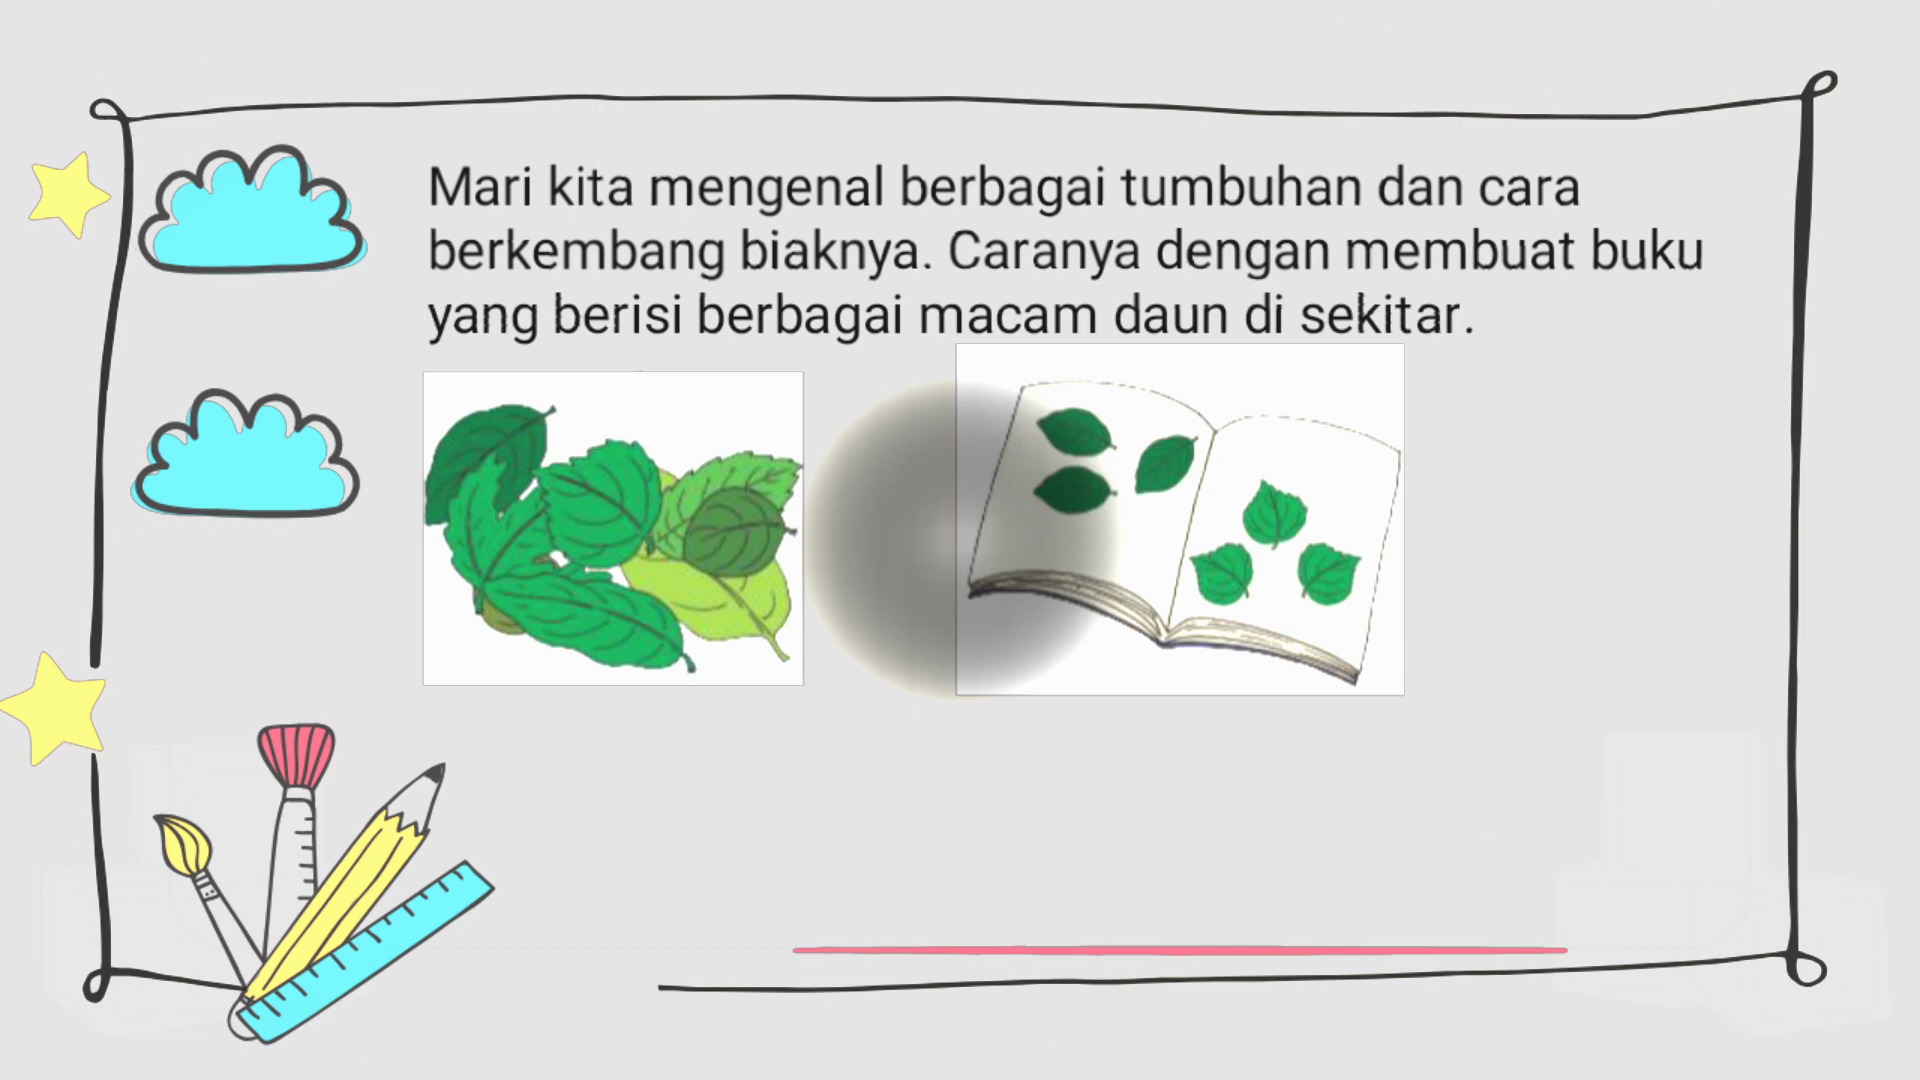 Mari kita mengenal berbagai tumbuhan dan cara
berkembang biaknya. Caranya dengan membuat buku
yang berisi berbagai macam daun di sekitar.